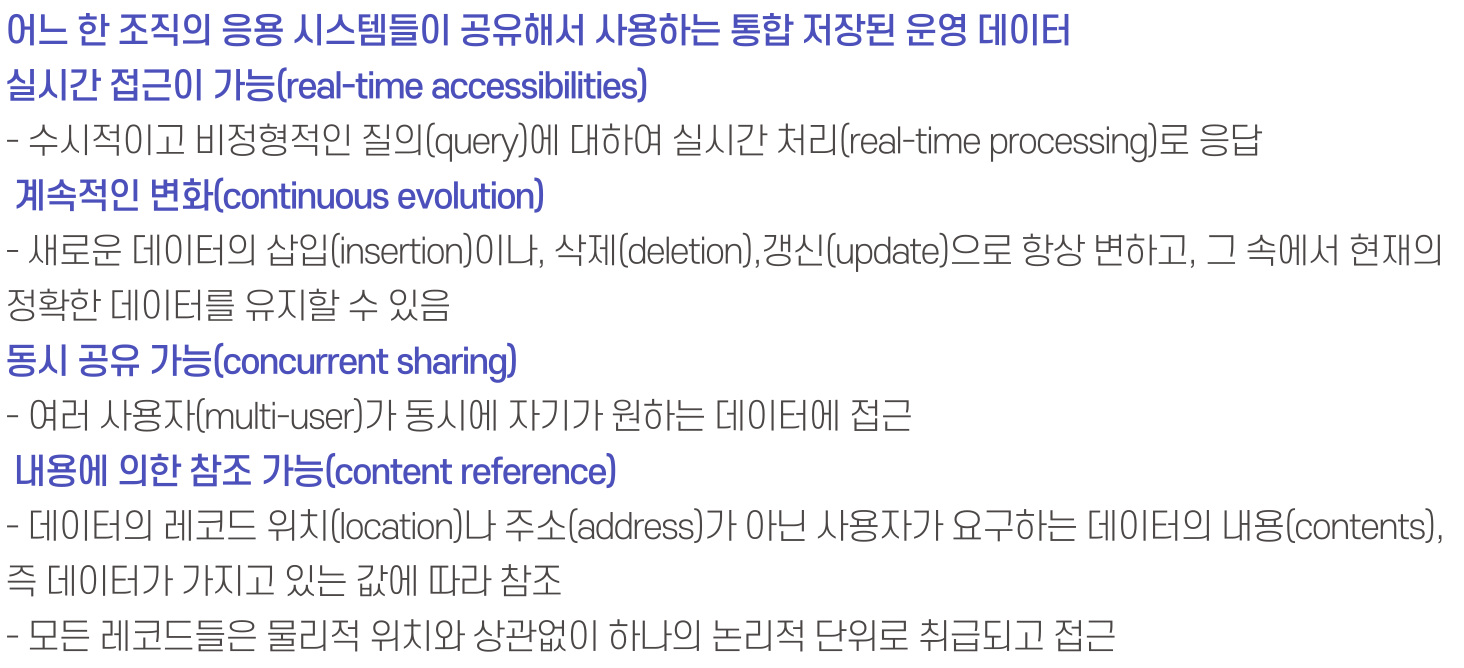 어느 한 조직의 응용 시스템들이 공유해서 사용하는 통합 저장된 운영 데이터
실시간 접근이 가능(real-time accessibilities)
- 수시적이고 비정형적인 질의(query)에 대하여 실시간 처리(real-time processing)로 응답
계속적인 변화(continuous evolution)
- 새로운 데이터의 삽입(insertion)이나, 삭제(deletion),갱신(update)으로 항상 변하고, 그 속에서 현재의
정확한 데이터를 유지할 수 있음
동시 공유 가능(concurrent sharing)
- 여러 사용자(multi-user)가 동시에 자기가 원하는 데이터에 접근
내용에 의한 참조 가능(content reference)
- 데이터의 레코드 위치(location)나 주소(address)가 아닌 사용자가 요구하는 데이터의 내용(contents),
즉 데이터가 가지고 있는 값에 따라 참조
- 모든 레코드들은 물리적 위치와 상관없이 하나의 논리적 단위로 취급되고 접근